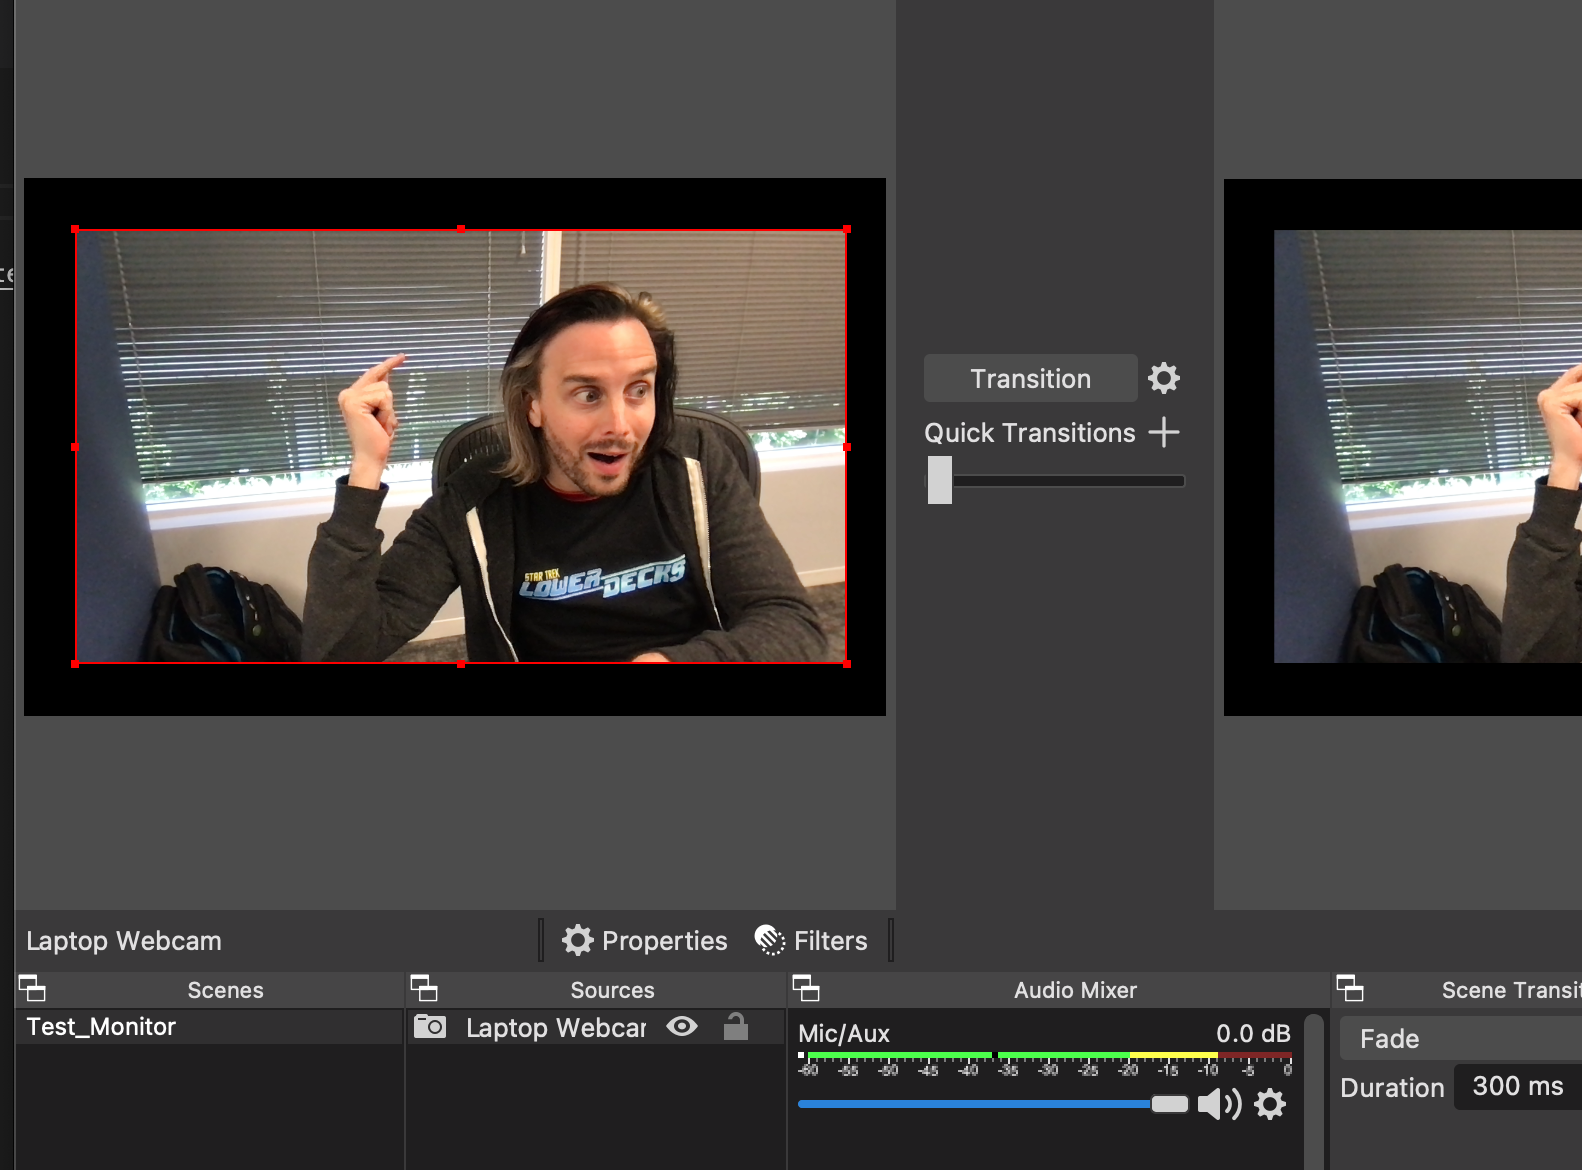 STAR TREK
LOWER DECKS
Transition
Quick Transitions
Laptop Webcam
Properties
Filters
Scenes
Sources
Audio Mixer
Scene Transit
Test_Monitor
Laptop Webcar
Mic/Aux
0.0 dB
-60 -55 -50 -45 -40 -35 -30 -25 -20 -15 -10 -5 0
Fade
Duration 300 ms